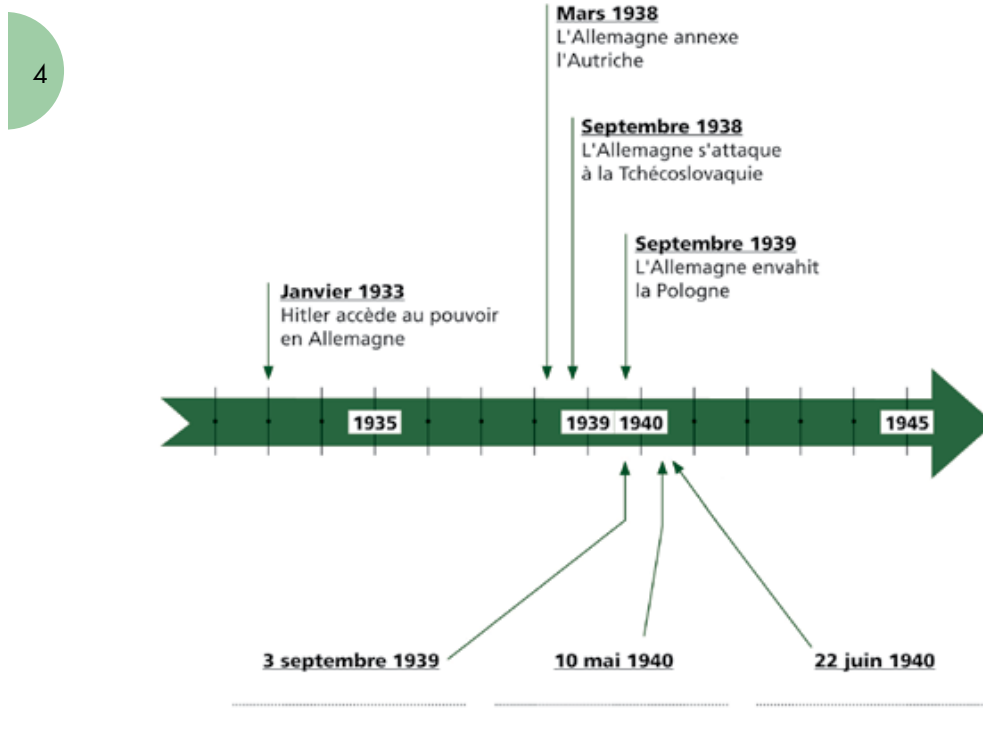 4
Mars 1938
L'Allemagne annexe
l'Autriche
Septembre 1938
L'Allemagne s'attaque
à la Tchécoslovaquie
Septembre 1939
L'Allemagne envahit
la Pologne
Janvier 1933
Hitler accède au pouvoir
en Allemagne
1935
1939
1940
1945
3 septembre 1939
10 mai 1940
22 juin 1940